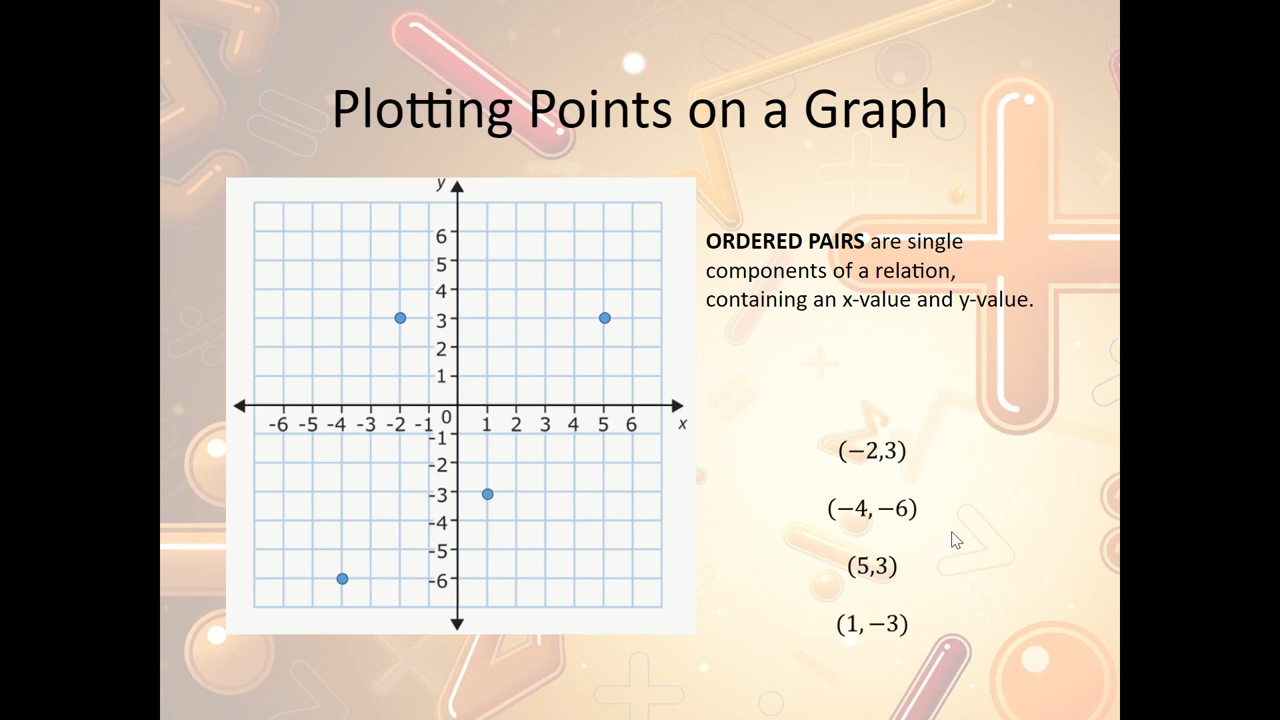 Plotting Points on a Graph
y
6
5
4
3
2
1
-6 -5 -4 -3 -2 -1 0 1 2 3 4 5 6 x
-1
-2
-3
-4
-5
-6
ORDERED PAIRS are single
components of a relation,
containing an x-value and y-value.
(−2,3)
(−4,−6)
(5,3)
(1,−3)